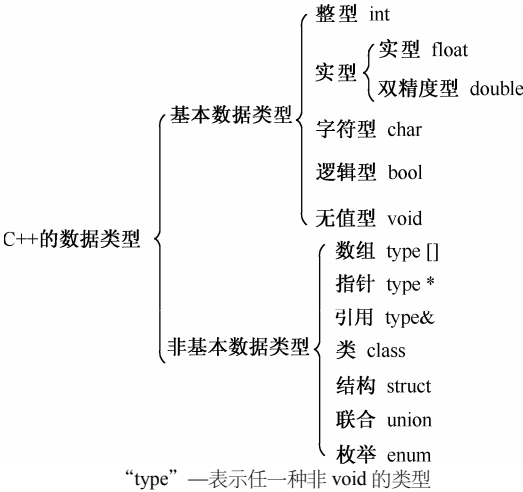 C++的数据类型
基本数据类型
整型 int
实型
实型 float
双精度型 double
字符型 char
逻辑型 bool
无值型 void
非基本数据类型
数组 type []
指针 type *
引用 type&
类 class
结构 struct
联合 union
枚举 enum
“type”—表示任一种非 void 的类型